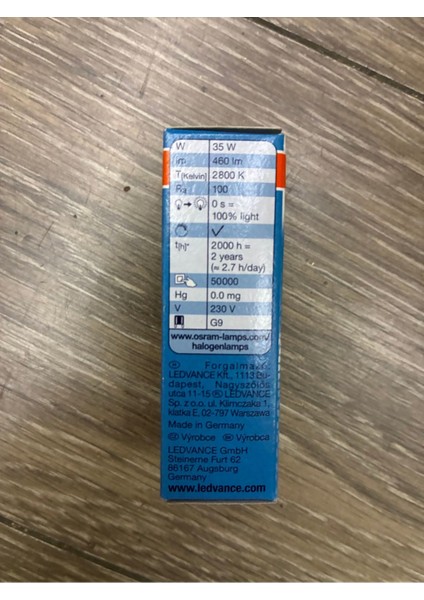 W 35 W
lm 460 lm
T[Kelvin] 2800 K
Ra 100
0 s =
100% light
t[h]* 2000 h =
2 years
(≈ 2.7 h/day)
50000
Hg 0.0 mg
V 230 V
G9
www.osram-lamps.com/
halogenlamps
Forgalmazó:
LEDVANCE Kft., 1113 Bu-
dapest, Nagyszőlős
utca 11-15 LEDVANCE
Sp. z o.o. ul. Klimczaka 1,
klatka E, 02-797 Warszawa
Made in Germany
Výrobce Výrobca
LEDVANCE GmbH
Steinerne Furt 62
86167 Augsburg
Germany
www.ledvance.com